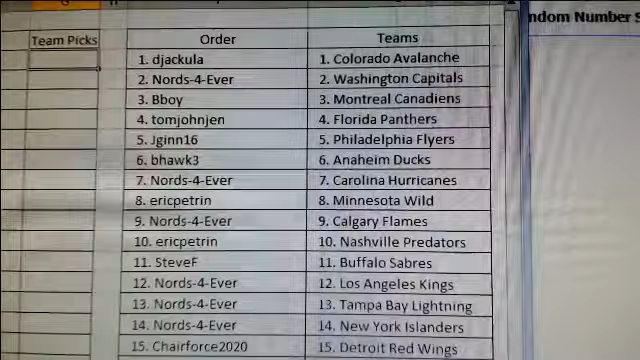 ndom Number S
Team Picks Order Teams
1. djackula 1. Colorado Avalanche
2. Nords-4-Ever 2. Washington Capitals
3. Bboy 3. Montreal Canadiens
4. tomjohnjen 4. Florida Panthers
5. Jginn16 5. Philadelphia Flyers
6. bhawk3 6. Anaheim Ducks
7. Nords-4-Ever 7. Carolina Hurricanes
8. ericpetrin 8. Minnesota Wild
9. Nords-4-Ever 9. Calgary Flames
10. ericpetrin 10. Nashville Predators
11. SteveF 11. Buffalo Sabres
12. Nords-4-Ever 12. Los Angeles Kings
13. Nords-4-Ever 13. Tampa Bay Lightning
14. Nords-4-Ever 14. New York Islanders
15. Chairforce2020 15. Detroit Red Wings